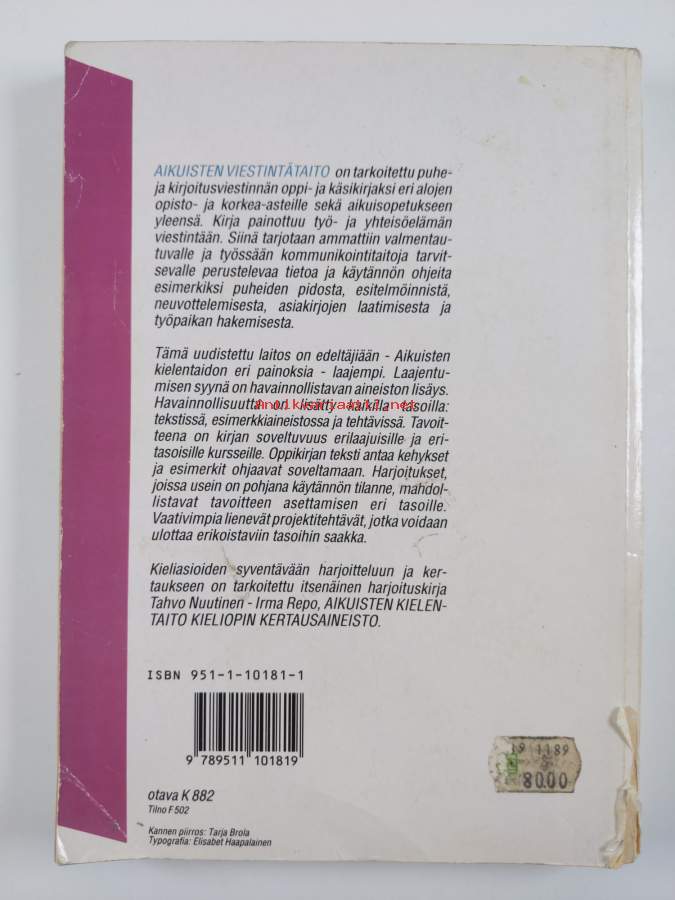 AIKUISTEN VIESTINTÄTAITO on tarkoitettu puhe-
ja kirjoitusviestinnän oppi- ja käsikirjaksi eri alojen
opisto- ja korkea-asteille sekä aikuisopetukseen
yleensä. Kirja painottuu työ- ja yhteisöelämän
viestintään. Siinä tarjotaan ammattiin valmentau-
tuvalle ja työssään kommunikointitaitoja tarvit-
sevalle perustelevaa tietoa ja käytännön ohjeita
esimerkiksi puheiden pidosta, esitelmöinnistä,
neuvottelemisesta, asiakirjojen laatimisesta ja
työpaikan hakemisesta.
Tämä uudistettu laitos on edeltäjiään - Aikuisten
kielentaidon eri painoksia - laajempi. Laajentu-
misen syynä on havainnollistavan aineiston lisäys.
Havainnollisuutta on lisätty kaikilla tasoilla:
Antikvariaatti.net
tekstissä, esimerkkiaineistossa ja tehtävissä. Tavoit-
teena on kirjan soveltuvuus erilaajuisille ja eri-
tasoisille kursseille. Oppikirjan teksti antaa kehykset
ja esimerkit ohjaavat soveltamaan. Harjoitukset,
joissa usein on pohjana käytännön tilanne, mahdol-
listavat tavoitteen asettamisen eri tasoille.
Vaativimpia lienevät projektitehtävät, jotka voidaan
ulottaa erikoistaviin tasoihin saakka.
Kieliasioiden syventävään harjoitteluun ja ker-
taukseen on tarkoitettu itsenäinen harjoituskirja
Tahvo Nuutinen - Irma Repo, AIKUISTEN KIELEN-
TAITO KIELIOPIN KERTAUSAINEISTO.
ISBN 951-1-10181-1
9 789511 101819
19 1189
8000
otava K 882
Tilno F 502
Kannen piirros: Tarja Brola
Typografia: Elisabet Haapalainen